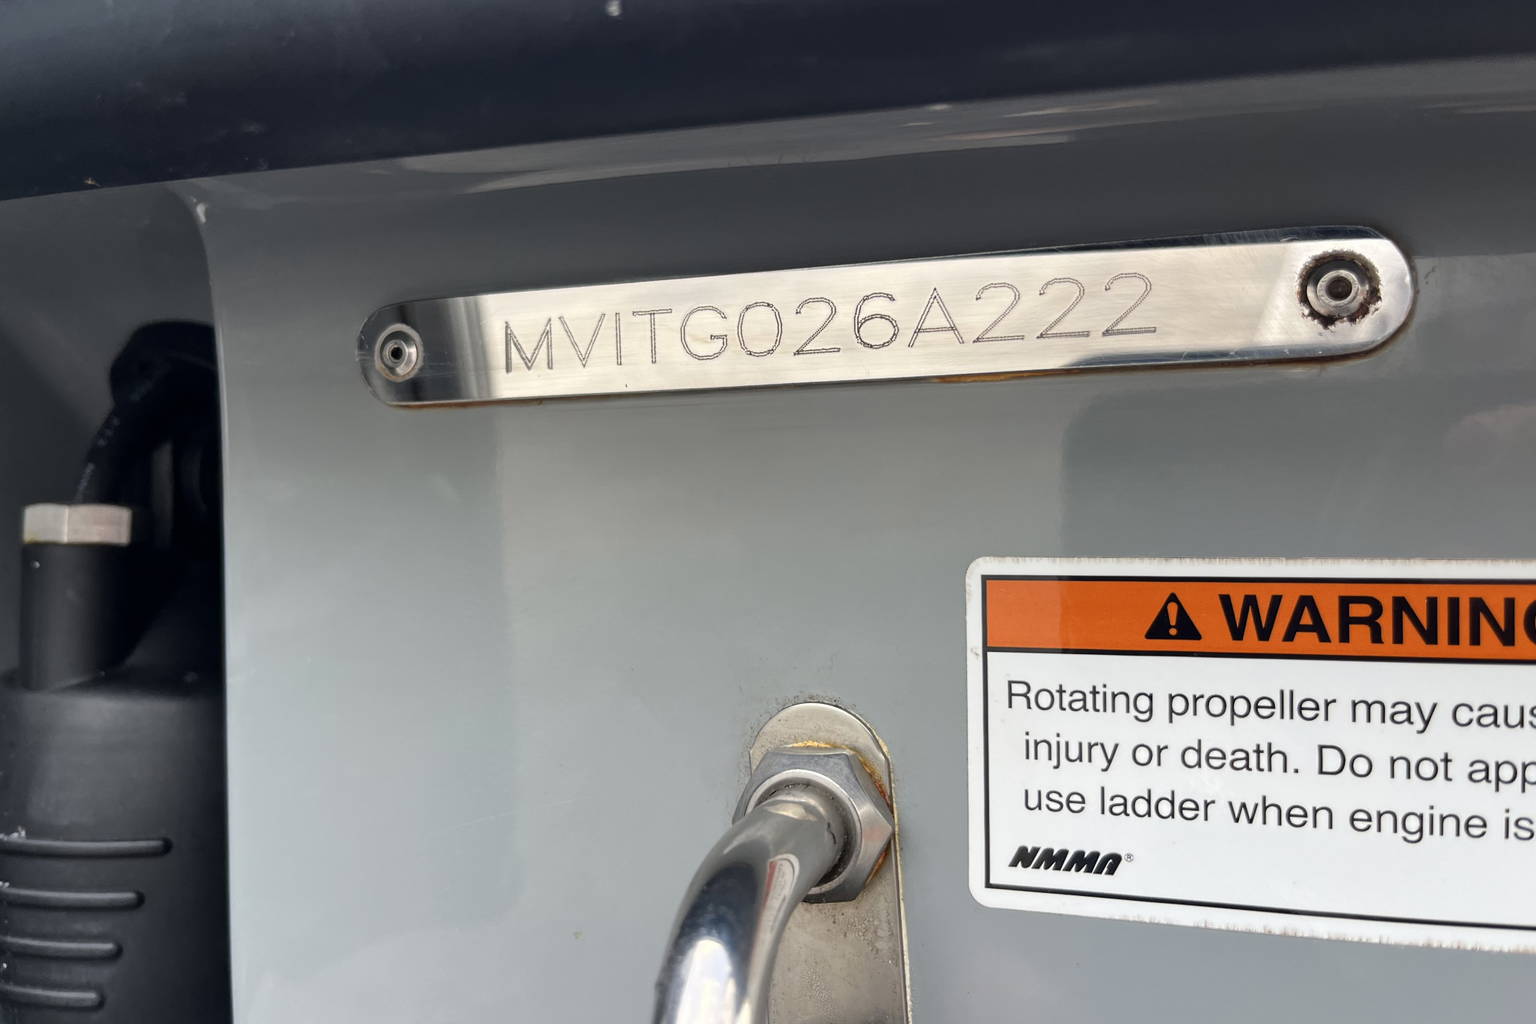 MVITG026A222
WARNING
Rotating propeller may caus
injury or death. Do not app
use ladder when engine is
NMMA®